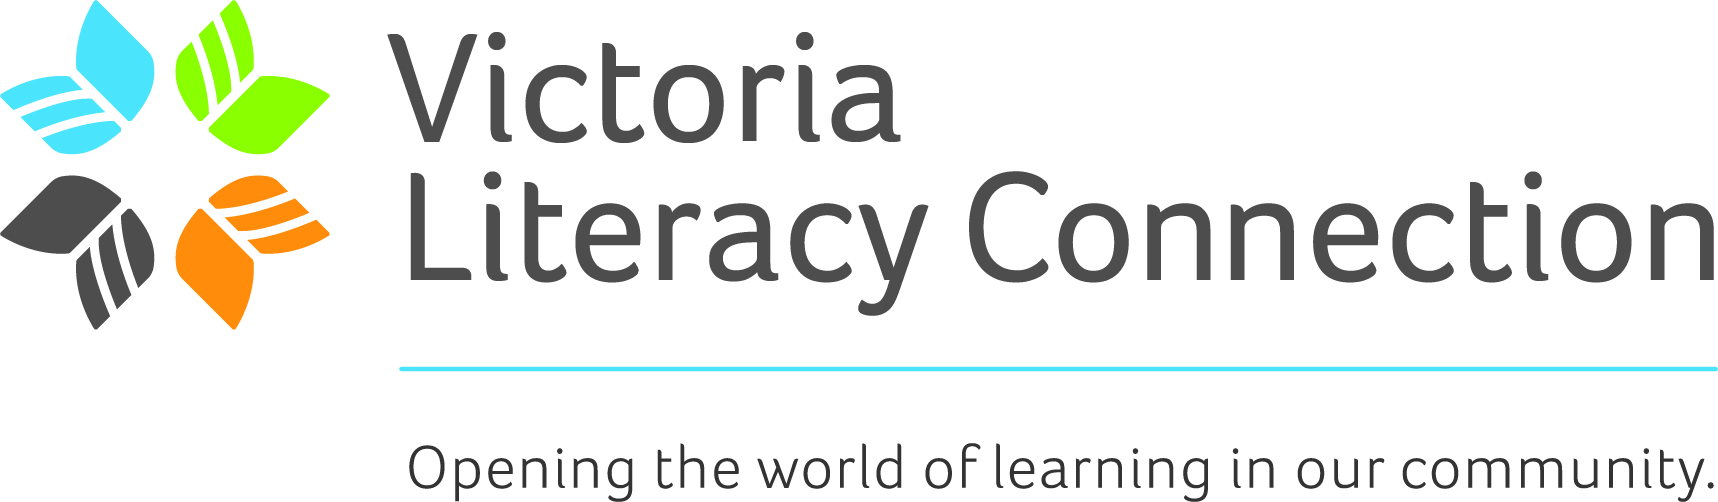 Victoria
Literacy Connection
Opening the world of learning in our community.